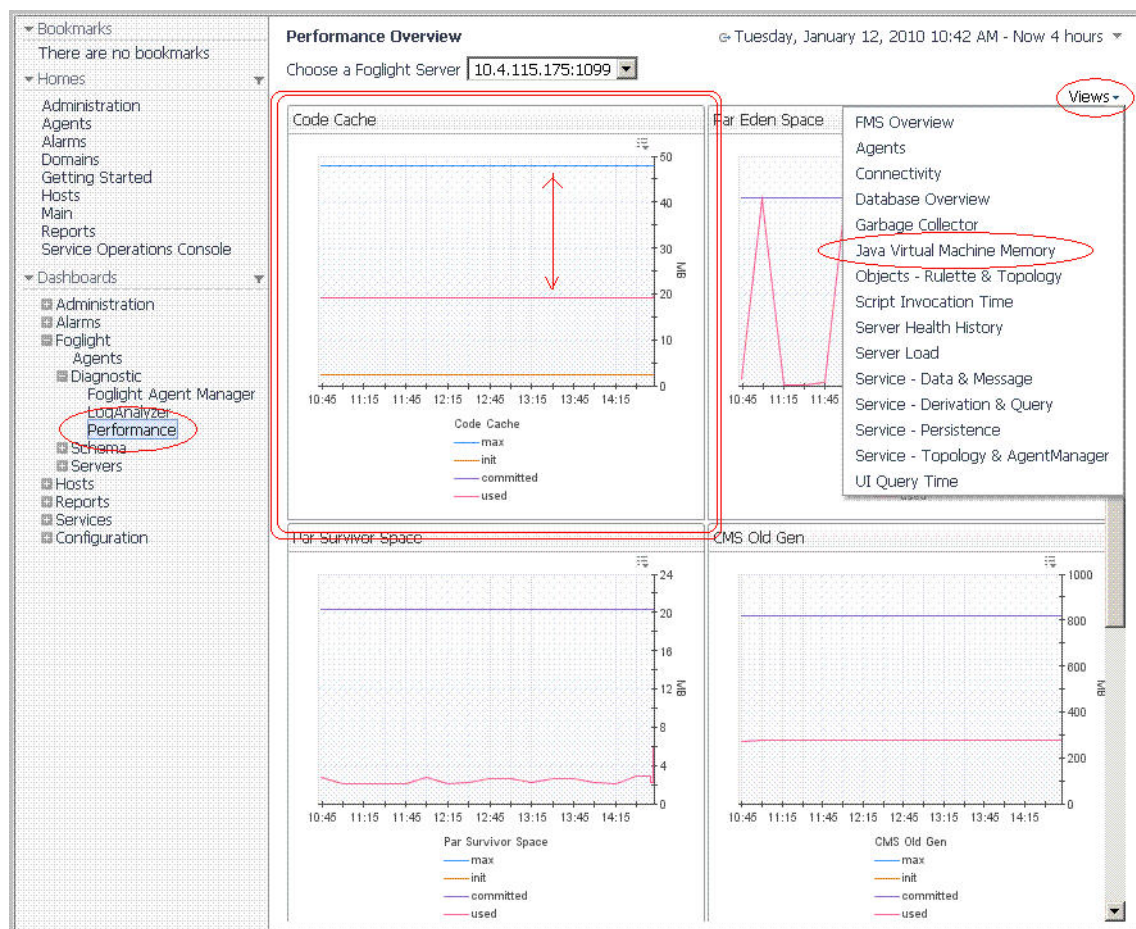 Bookmarks
There are no bookmarks
Homes
Administration
Agents
Alarms
Domains
Getting Started
Hosts
Main
Reports
Service Operations Console
Dashboards
Administration
Alarms
Foglight
Agents
Diagnostic
Foglight Agent Manager
LogAnalyzer
Performance
Schema
Servers
Hosts
Reports
Services
Configuration
Performance Overview
Tuesday, January 12, 2010 10:42 AM - Now 4 hours
Choose a Foglight Server 10.4.115.175:1099
Views
FMS Overview
Agents
Connectivity
Database Overview
Garbage Collector
Java Virtual Machine Memory
Objects - Rulette & Topology
Script Invocation Time
Server Health History
Server Load
Service - Data & Message
Service - Derivation & Query
Service - Persistence
Service - Topology & AgentManager
UI Query Time
Code Cache
50
40
30
20
10
0
MB
10:45 11:15 11:45 12:15 12:45 13:15 13:45 14:15
Code Cache
max
init
committed
used
Par Eden Space
10:45 11:15 11:45
used
Par Survivor Space
24
20
16
12
8
4
0
MB
10:45 11:15 11:45 12:15 12:45 13:15 13:45 14:15
Par Survivor Space
max
init
committed
used
CMS Old Gen
1000
800
600
400
200
0
MB
10:45 11:15 11:45 12:15 12:45 13:15 13:45 14:15
CMS Old Gen
max
init
committed
used